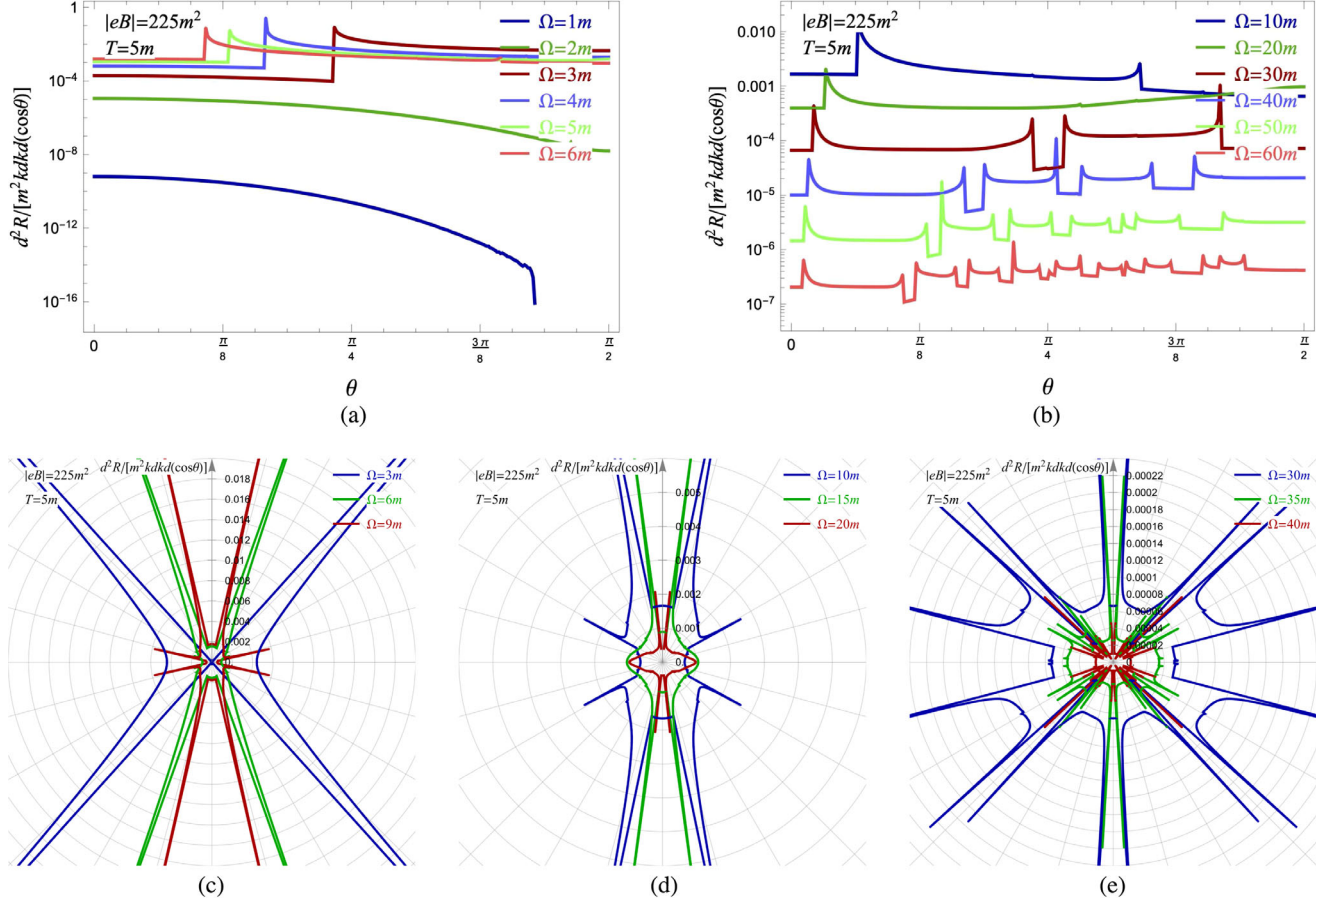 |eB|=225m²
T=5m
Ω=1m
Ω=2m
Ω=3m
Ω=4m
Ω=5m
Ω=6m
1
10⁻⁴
10⁻⁸
10⁻¹²
10⁻¹⁶
d²R/[m²kdkd(cosθ)]
0
π/8
π/4
3π/8
π/2
θ
(a)
|eB|=225m²
T=5m
Ω=10m
Ω=20m
Ω=30m
Ω=40m
Ω=50m
Ω=60m
0.010
0.001
10⁻⁴
10⁻⁵
10⁻⁶
10⁻⁷
d²R/[m²kdkd(cosθ)]
0
π/8
π/4
3π/8
π/2
θ
(b)
d²R/[m²kdkd(cosθ)]
|eB|=225m²
T=5m
Ω=3m
Ω=6m
Ω=9m
0.018
0.016
0.014
0.012
0.01
0.008
0.006
0.004
0.002
0
(c)
d²R/[m²kdkd(cosθ)]
|eB|=225m²
T=5m
Ω=10m
Ω=15m
Ω=20m
0.005
0.004
0.003
0.002
0.001
(d)
d²R/[m²kdkd(cosθ)]
|eB|=225m²
T=5m
Ω=30m
Ω=35m
Ω=40m
0.00022
0.0002
0.00018
0.00016
0.00014
0.00012
0.0001
0.00008
0.00006
0.00004
0.00002
(e)